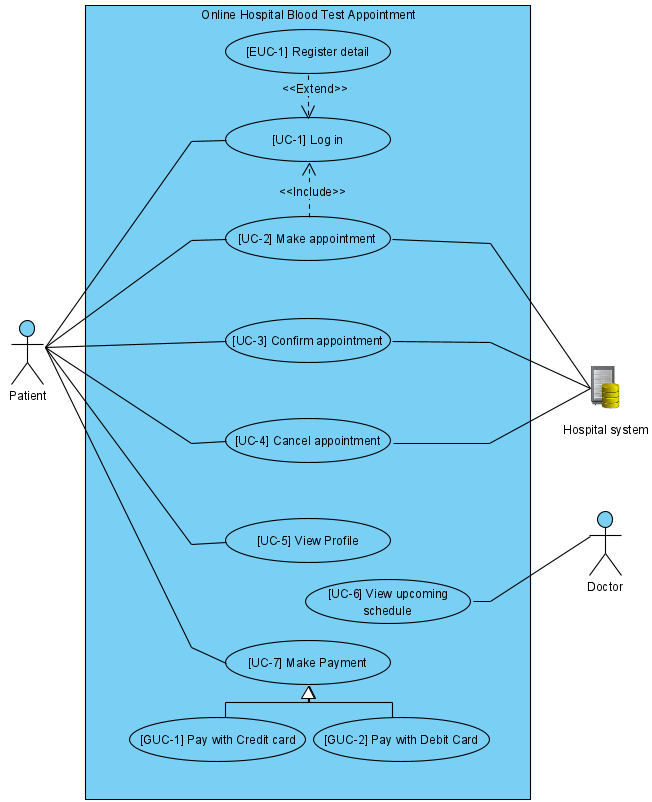 Online Hospital Blood Test Appointment
[EUC-1] Register detail
<<Extend>>
[UC-1] Log in
<<Include>>
[UC-2] Make appointment
[UC-3] Confirm appointment
Patient
Hospital system
[UC-4] Cancel appointment
[UC-5] View Profile
Doctor
[UC-6] View upcoming
schedule
[UC-7] Make Payment
[GUC-1] Pay with Credit card
[GUC-2] Pay with Debit Card